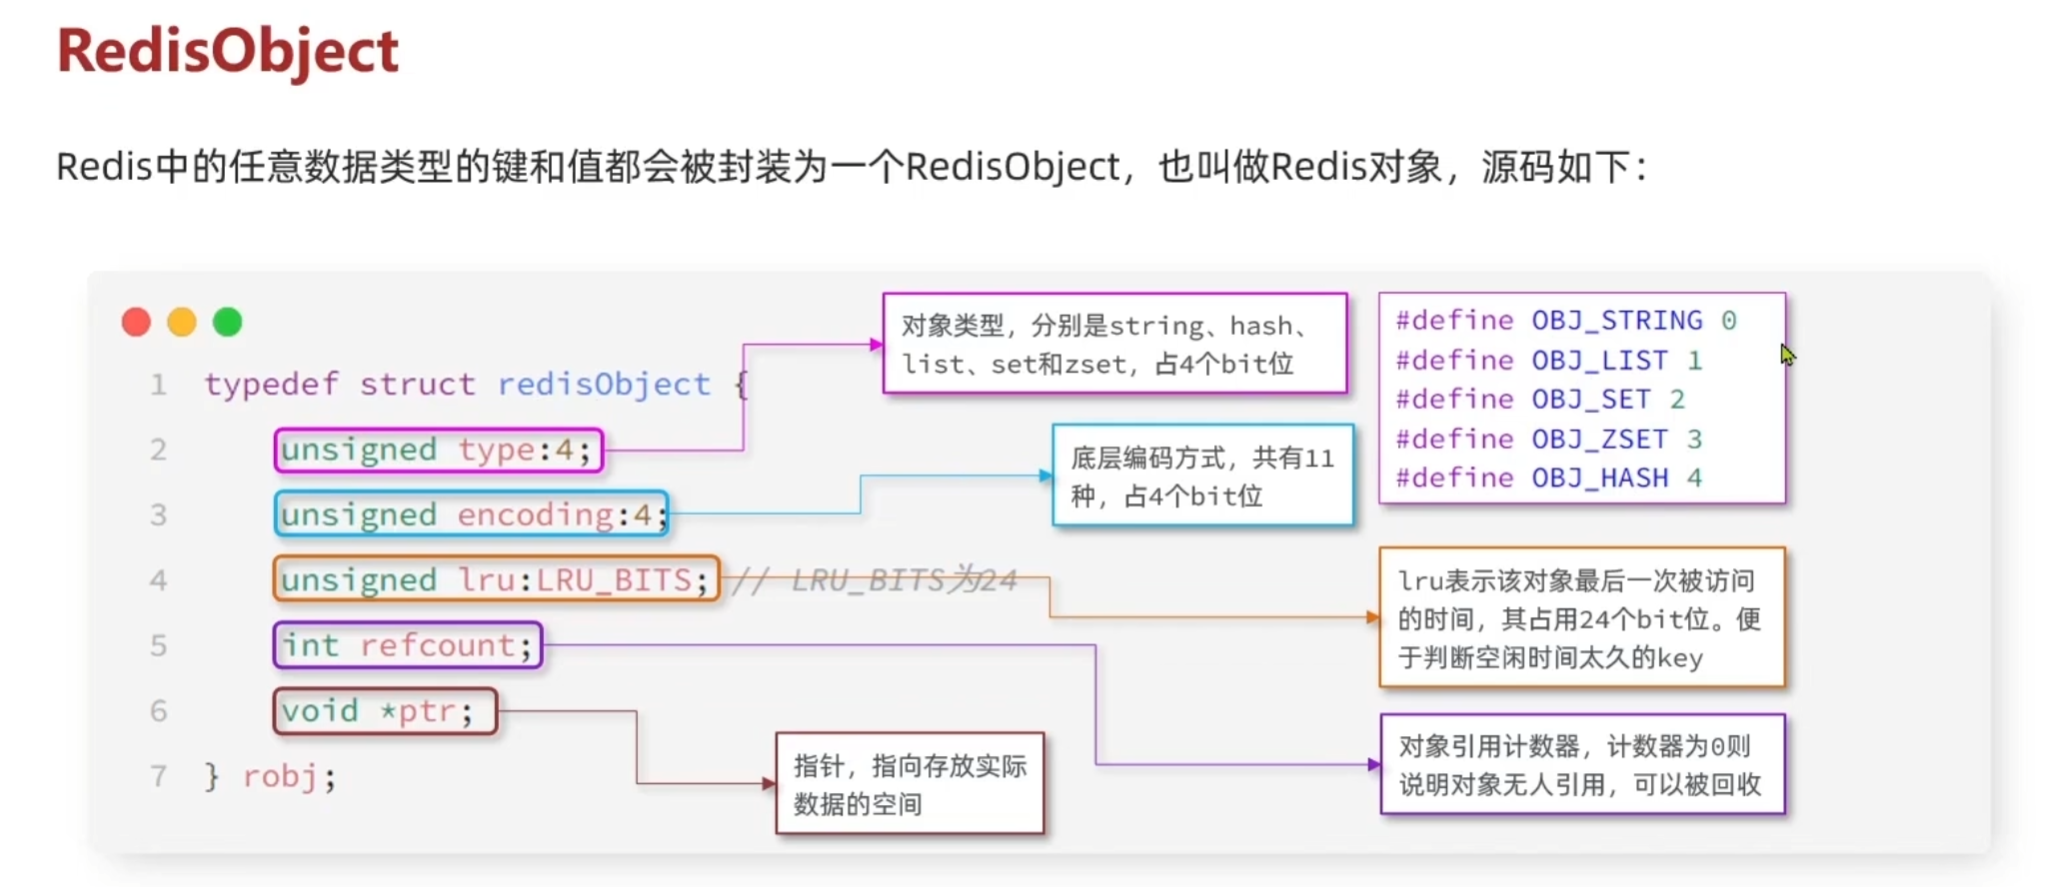 RedisObject
Redis中的任意数据类型的键和值都会被封装为一个RedisObject，也叫做Redis对象，源码如下：
1 typedef struct redisObject {
2 unsigned type:4;
3 unsigned encoding:4;
4 unsigned lru:LRU_BITS; // LRU_BITS为24
5 int refcount;
6 void *ptr;
7 } robj;
对象类型，分别是string、hash、
list、set和zset，占4个bit位
#define OBJ_STRING 0
#define OBJ_LIST 1
#define OBJ_SET 2
#define OBJ_ZSET 3
#define OBJ_HASH 4
底层编码方式，共有11
种，占4个bit位
lru表示该对象最后一次被访问
的时间，其占用24个bit位。便
于判断空闲时间太久的key
对象引用计数器，计数器为0则
说明对象无人引用，可以被回收
指针，指向存放实际
数据的空间